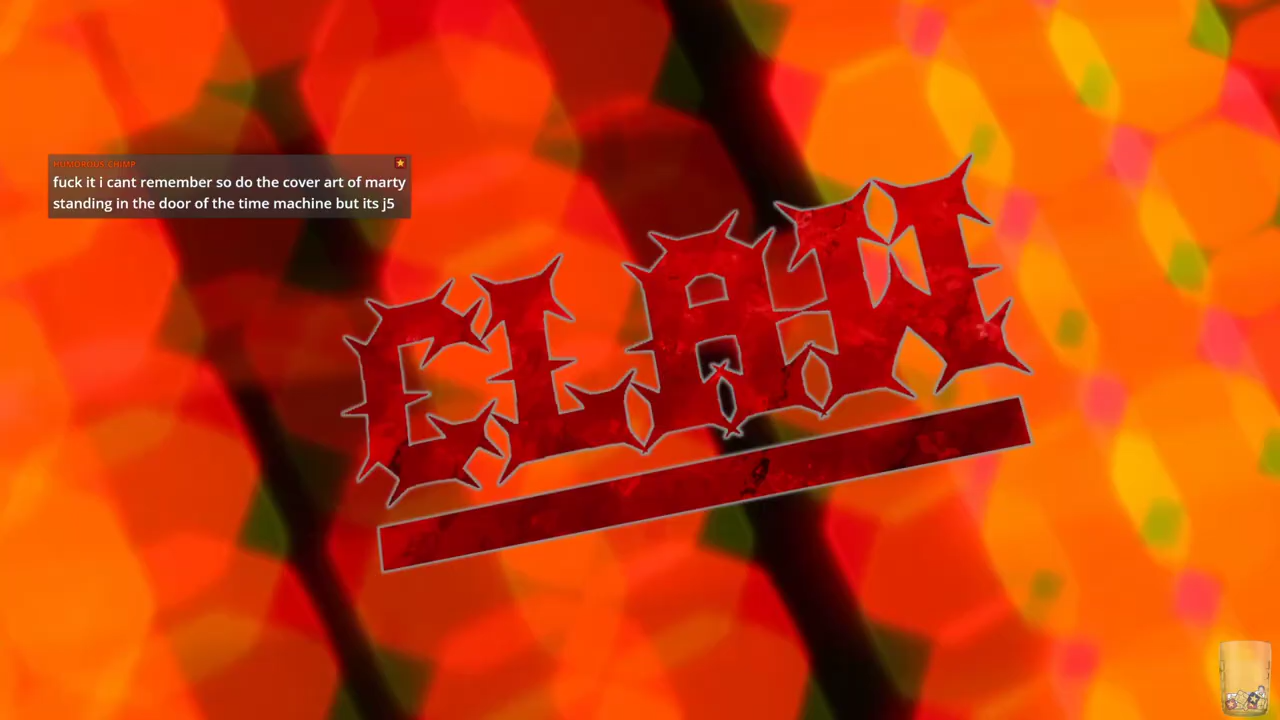 HUMOROUS CHIMP
fuck it i cant remember so do the cover art of marty
standing in the door of the time machine but its j5
CLAW